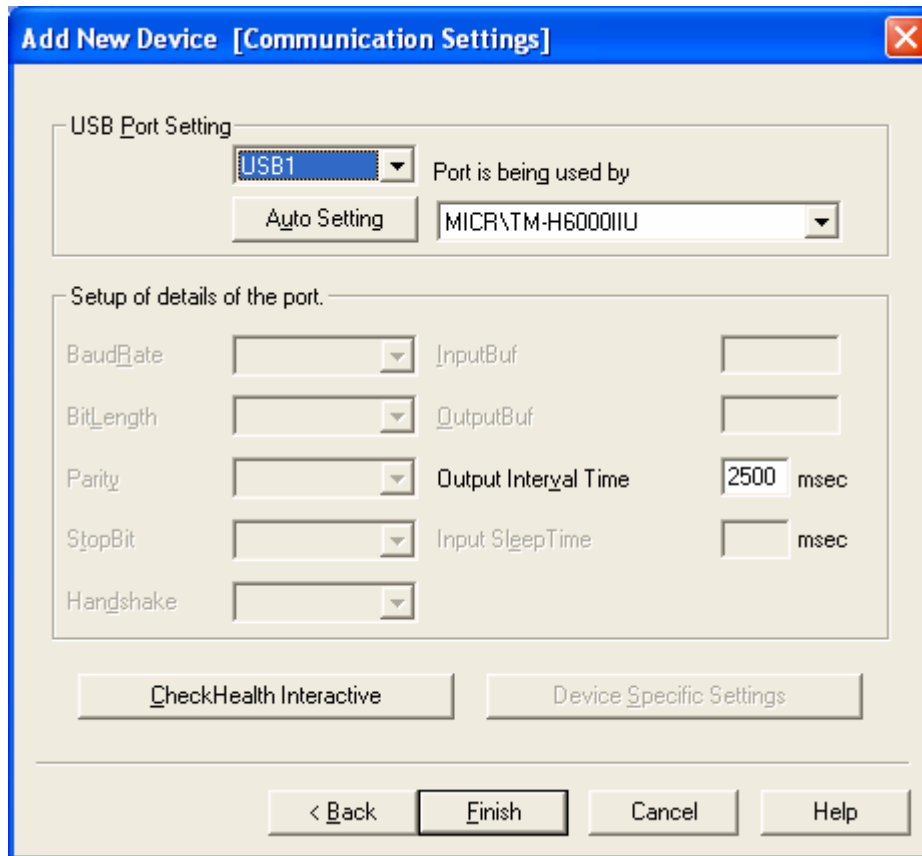 Add New Device [Communication Settings]
USB Port Setting
USB1
Port is being used by
Auto Setting
MICR\TM-H6000IIU
Setup of details of the port.
BaudRate
InputBuf
BitLength
OutputBuf
Parity
Output Interval Time 2500 msec
StopBit
Input SleepTime msec
Handshake
CheckHealth Interactive
Device Specific Settings
< Back
Finish
Cancel
Help